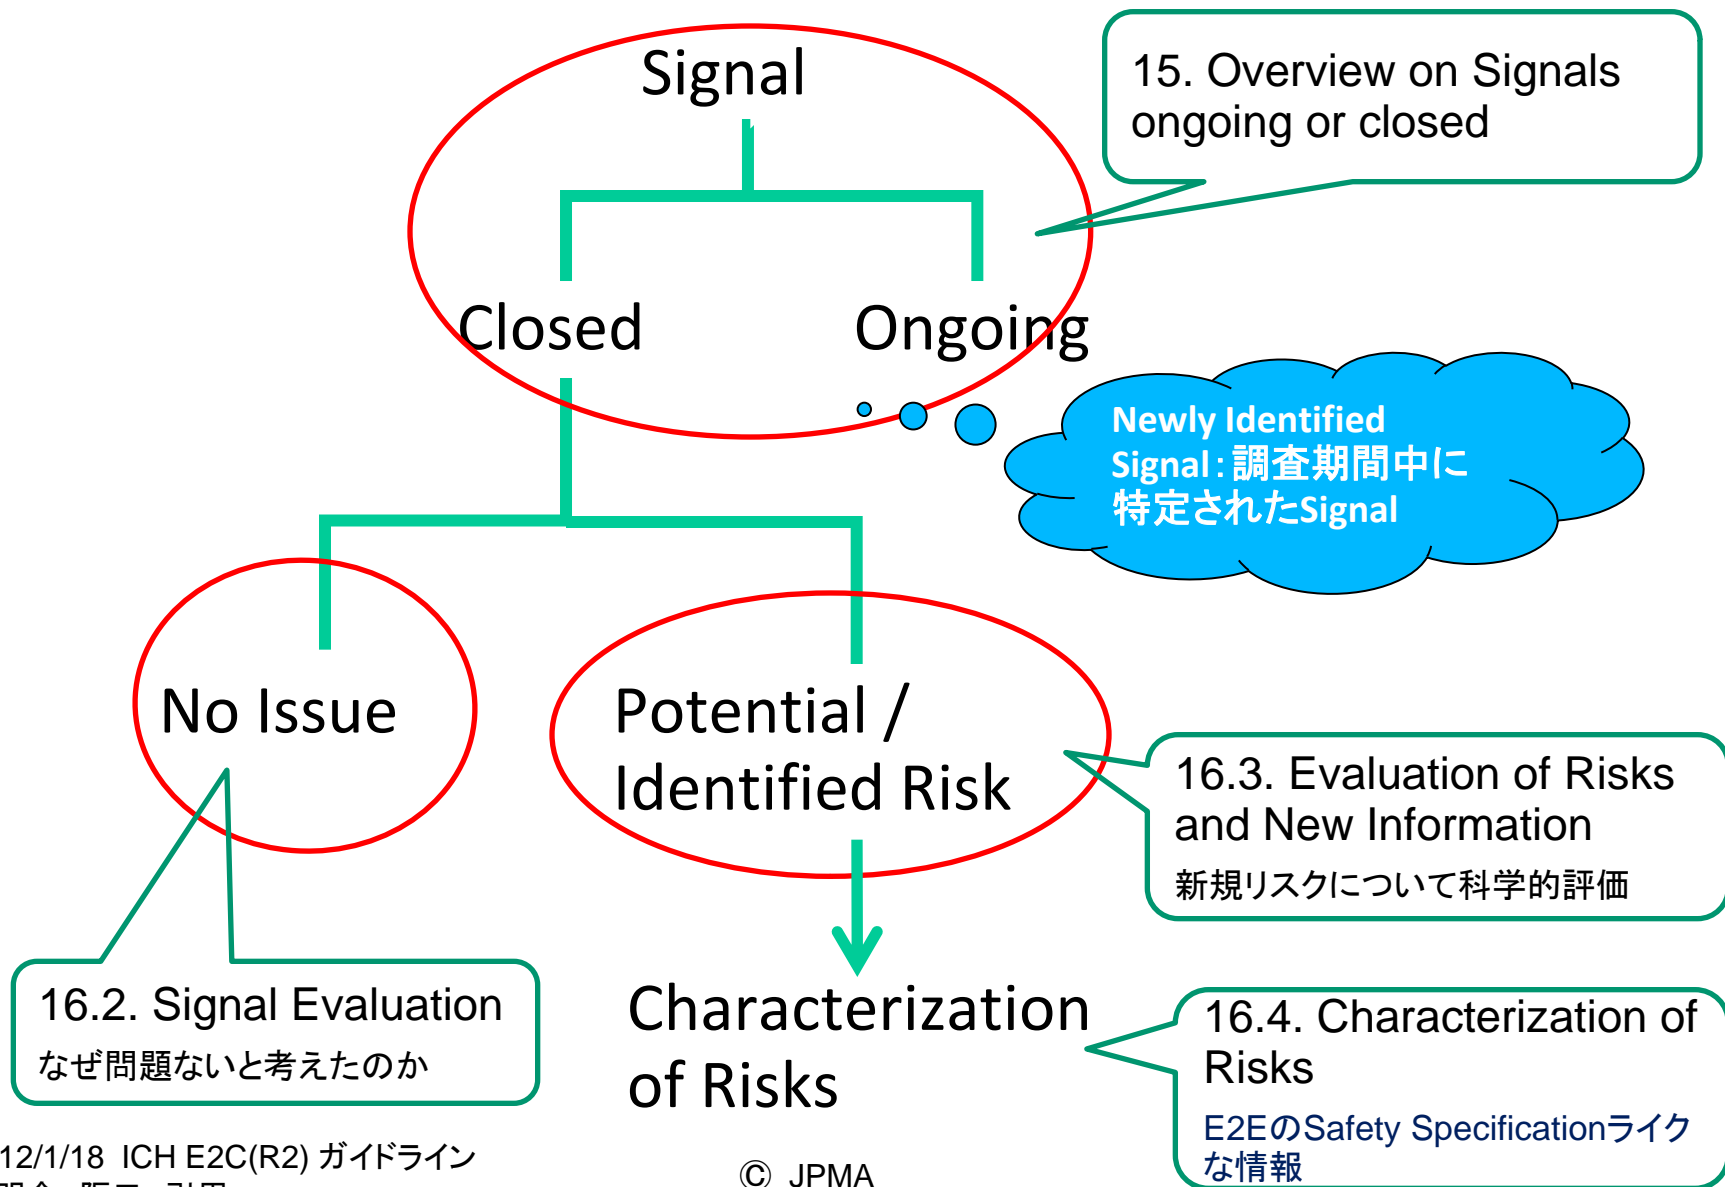 Signal
15. Overview on Signals
ongoing or closed
Closed
Ongoing
Newly Identified
Signal：調査期間中に
特定されたSignal
No Issue
Potential /
Identified Risk
16.3. Evaluation of Risks
and New Information
新規リスクについて科学的評価
16.2. Signal Evaluation
なぜ問題ないと考えたのか
Characterization
of Risks
16.4. Characterization of
Risks
E2EのSafety Specificationライク
な情報
12/1/18 ICH E2C(R2) ガイドライン
© JPMA